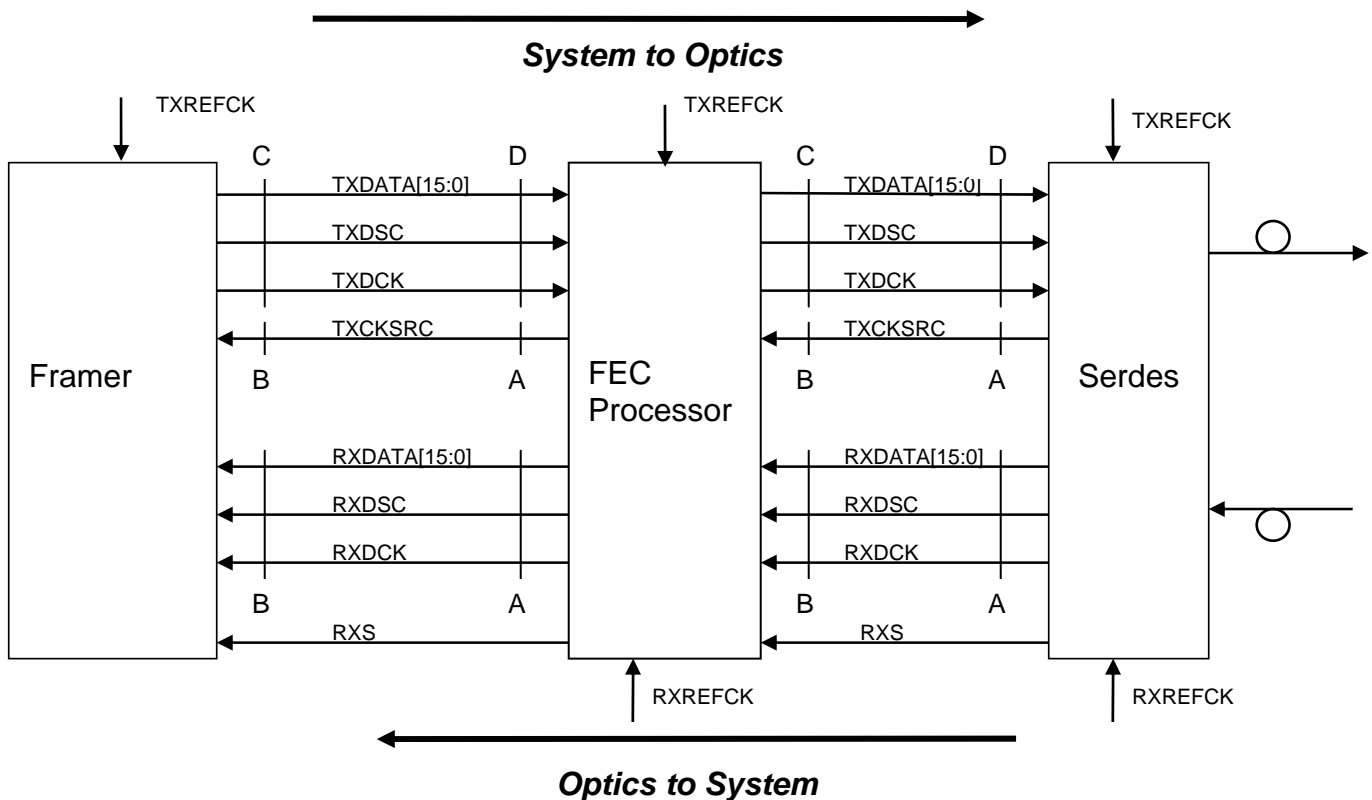 System to Optics
TXREFCK
TXREFCK
TXREFCK
C
D
C
D
TXDATA[15:0]
TXDATA[15:0]
TXDSC
TXDSC
TXDCK
TXDCK
TXCKSRC
TXCKSRC
Framer
B
A
FEC
Processor
B
A
Serdes
RXDATA[15:0]
RXDATA[15:0]
RXDSC
RXDSC
RXDCK
RXDCK
B
A
B
A
RXS
RXS
RXREFCK
RXREFCK
Optics to System